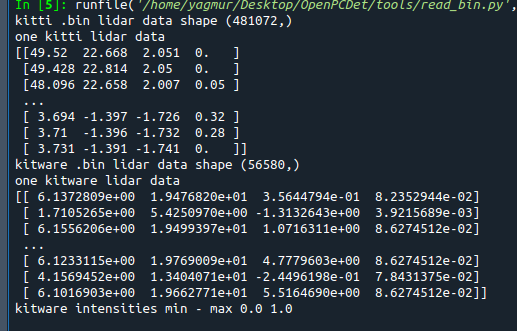 In [5]: runfile('/home/yagmur/Desktop/OpenPCDet/tools/read_bin.py',
kitti .bin lidar data shape (481072,)
one kitti lidar data
[[49.52  22.668  2.051  0.   ]
 [49.428 22.814  2.05   0.   ]
 [48.096 22.658  2.007  0.05 ]
 ...
 [ 3.694 -1.397 -1.726  0.32 ]
 [ 3.71  -1.396 -1.732  0.28 ]
 [ 3.731 -1.391 -1.741  0.   ]]
kitware .bin lidar data shape (56580,)
one kitware lidar data
[[ 6.1372809e+00  1.9476820e+01  3.5644794e-01  8.2352944e-02]
 [ 1.7105265e+00  5.4250970e+00 -1.3132643e+00  3.9215689e-03]
 [ 6.1556206e+00  1.9499397e+01  1.0716311e+00  8.6274512e-02]
 ...
 [ 6.1233115e+00  1.9769009e+01  4.7779603e+00  8.6274512e-02]
 [ 4.1569452e+00  1.3404071e+01 -2.4496198e-01  7.8431375e-02]
 [ 6.1016903e+00  1.9662771e+01  5.5164690e+00  8.6274512e-02]]
kitware intensities min - max 0.0 1.0